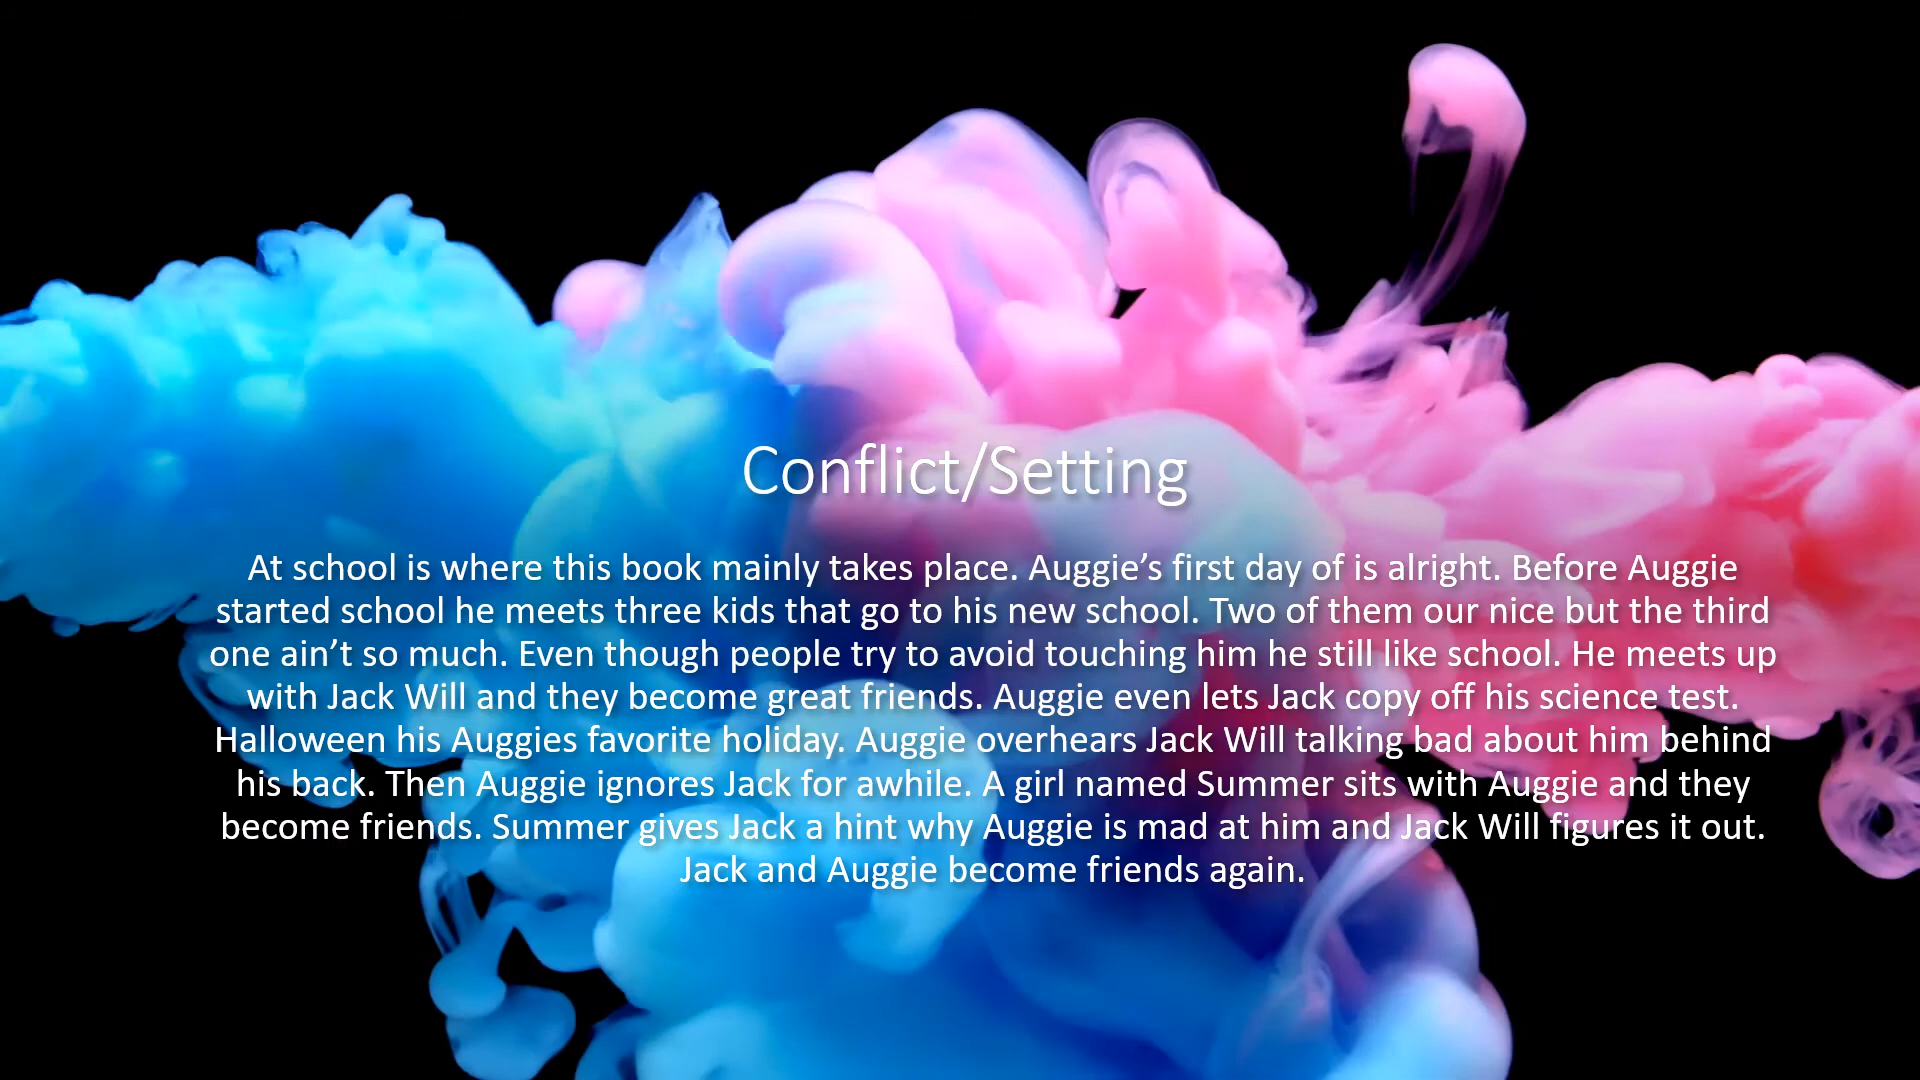 Conflict/Setting
At school is where this book mainly takes place. Auggie’s first day of is alright. Before Auggie
started school he meets three kids that go to his new school. Two of them our nice but the third
one ain’t so much. Even though people try to avoid touching him he still like school. He meets up
with Jack Will and they become great friends. Auggie even lets Jack copy off his science test.
Halloween his Auggies favorite holiday. Auggie overhears Jack Will talking bad about him behind
his back. Then Auggie ignores Jack for awhile. A girl named Summer sits with Auggie and they
become friends. Summer gives Jack a hint why Auggie is mad at him and Jack Will figures it out.
Jack and Auggie become friends again.